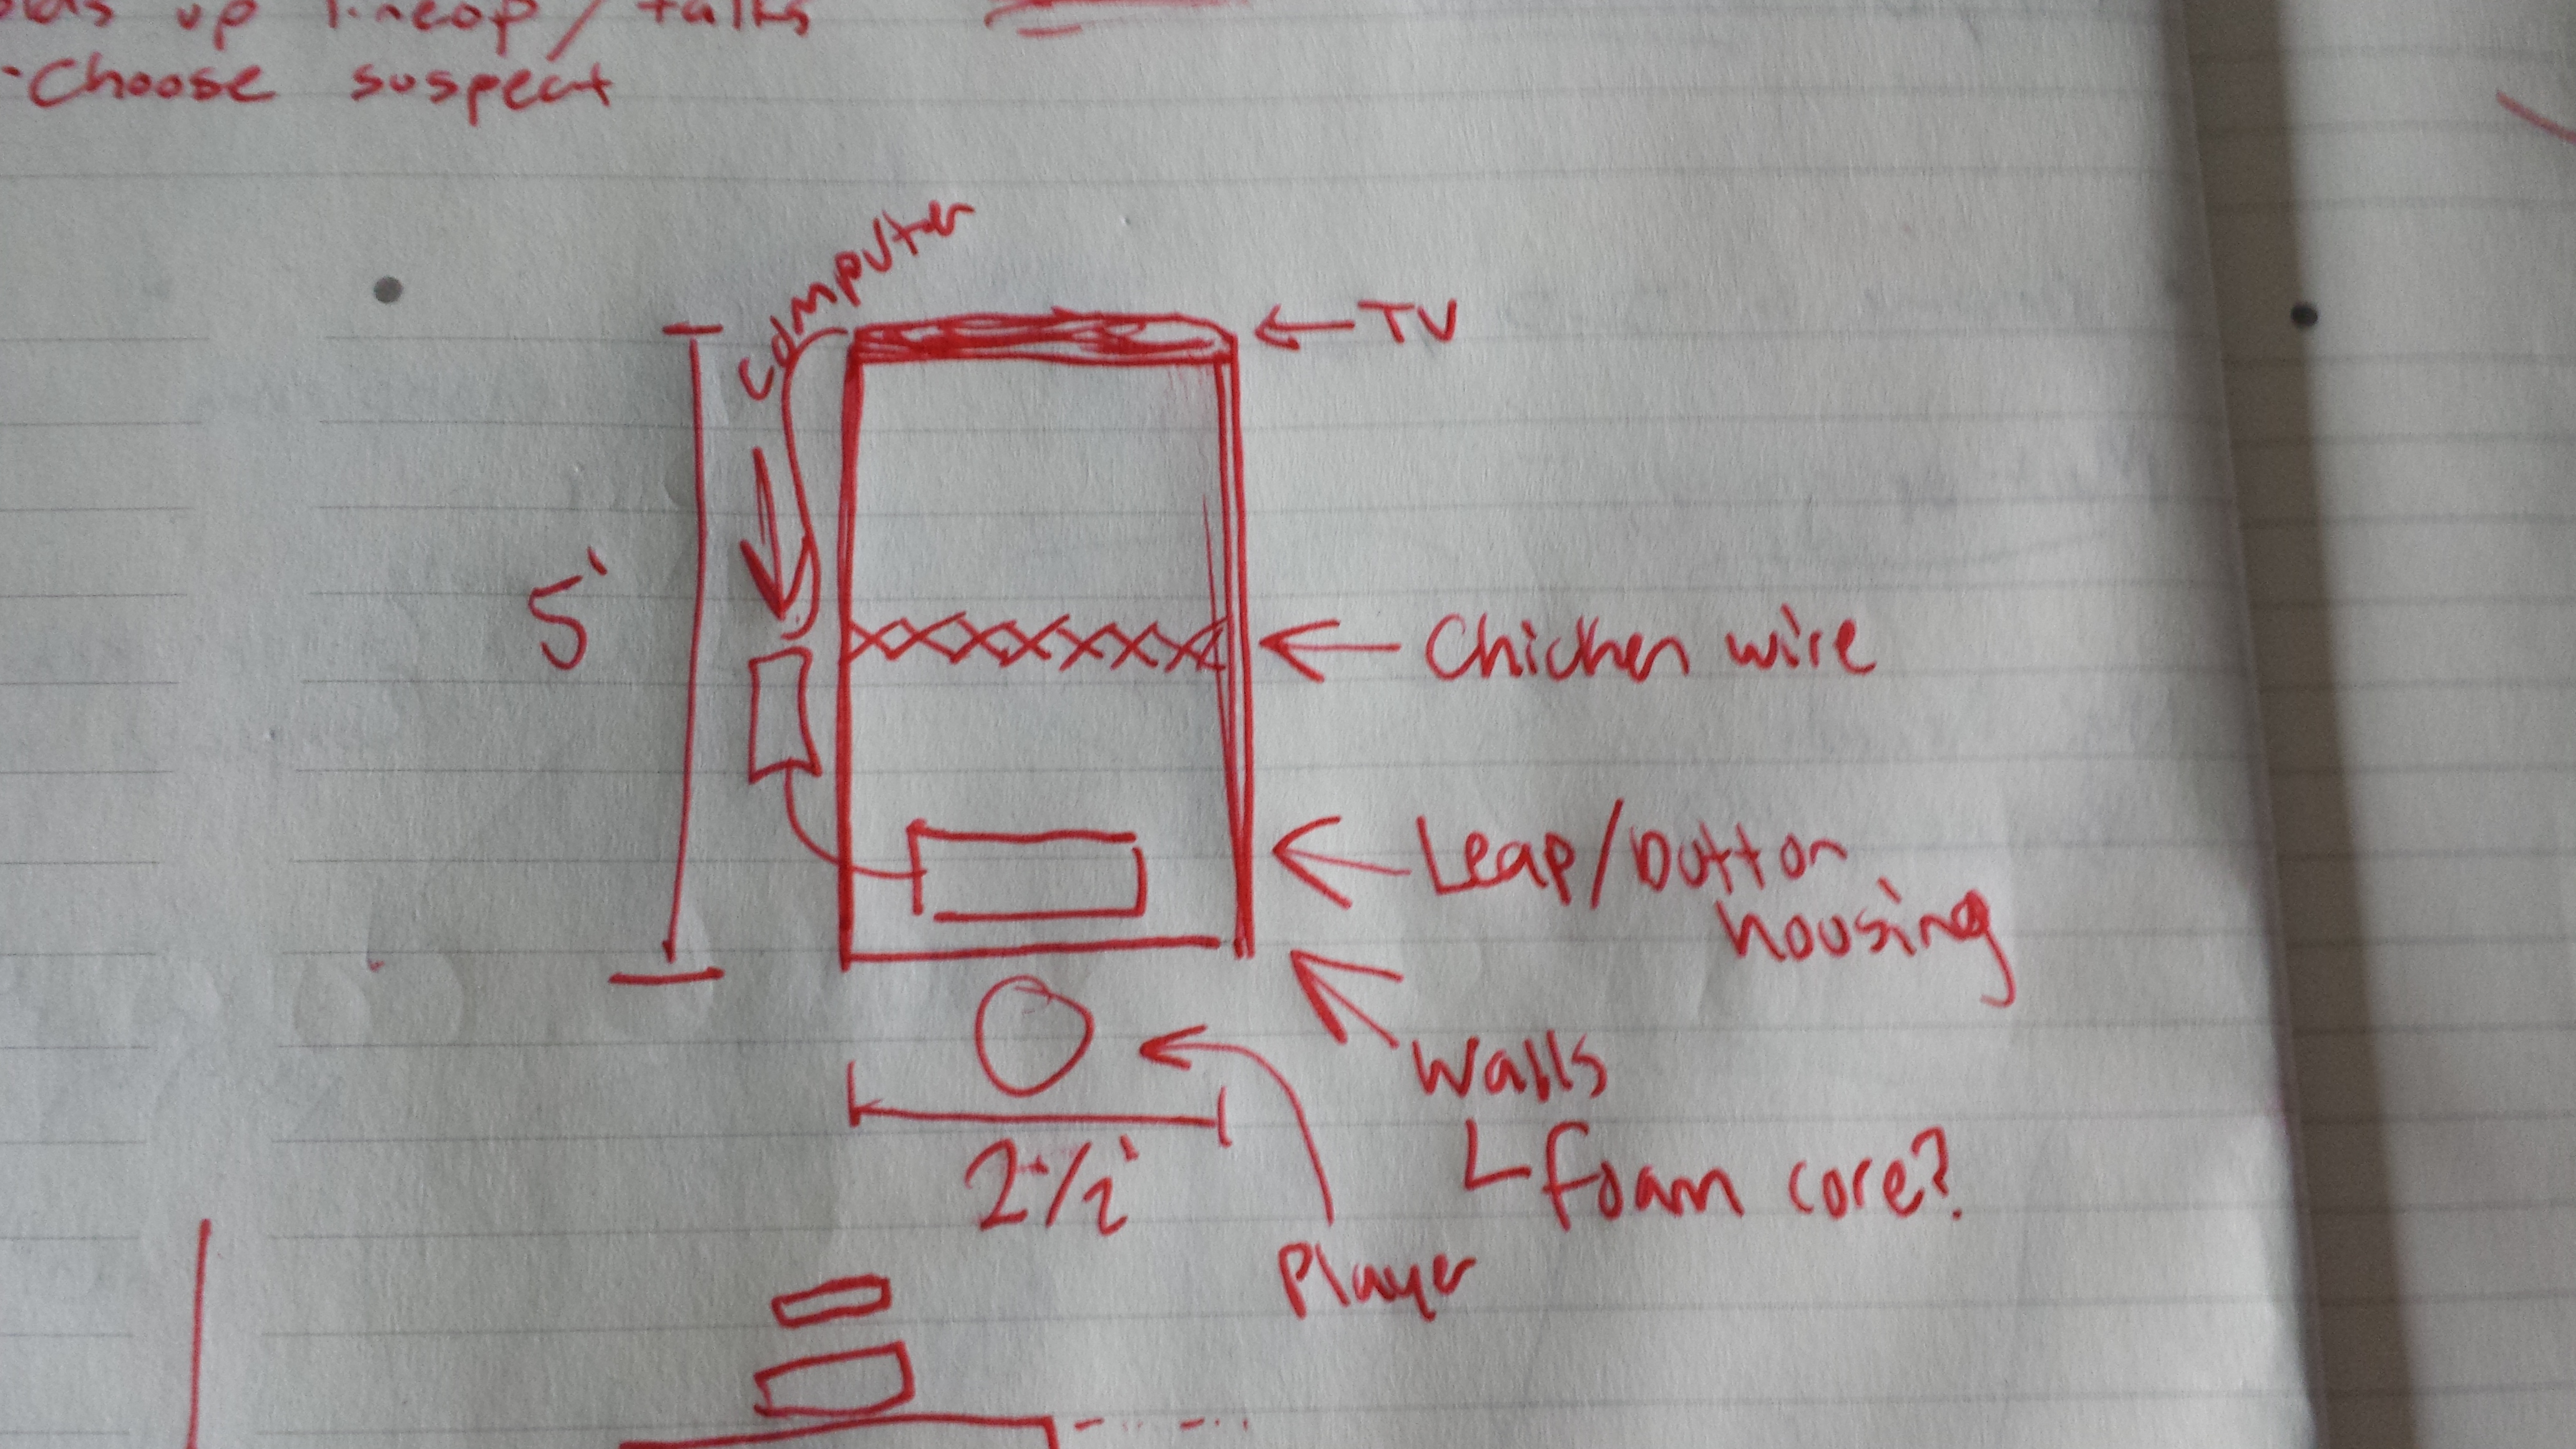 up lineup/talks
-Choose suspect
computer
←TV
5'
Chicken wire
Leap/button
housing
Walls
foam core?
2 1/2'
Player